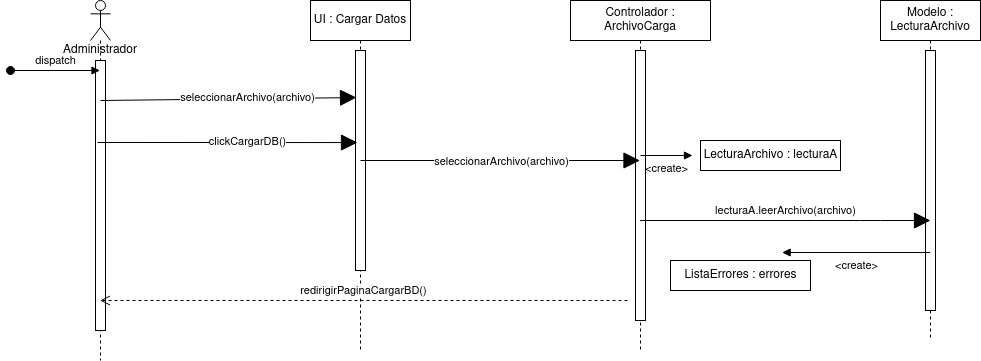 UI : Cargar Datos
Controlador :
ArchivoCarga
Modelo :
LecturaArchivo
Administrador
dispatch
seleccionarArchivo(archivo)
clickCargarDB()
seleccionarArchivo(archivo)
LecturaArchivo : lecturaA
<create>
lecturaA.leerArchivo(archivo)
<create>
ListaErrores : errores
redirigirPaginaCargarBD()